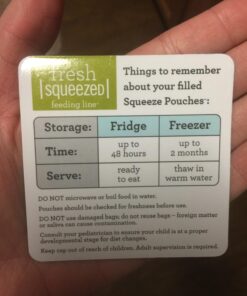 fresh
squeezed
feeding line™
Things to remember
about your filled
Squeeze Pouches™:
Storage: Fridge Freezer
Time: up to 48 hours up to 2 months
Serve: ready to eat thaw in warm water
DO NOT microwave or boil food in water.
Pouches should be checked for freshness before use.
DO NOT use damaged bags; do not reuse bags – foreign matter
or saliva can cause contamination.
Consult your pediatrician to ensure your child is at a proper
developmental stage for diet changes.
Keep cap out of reach of children. Adult supervision is required.